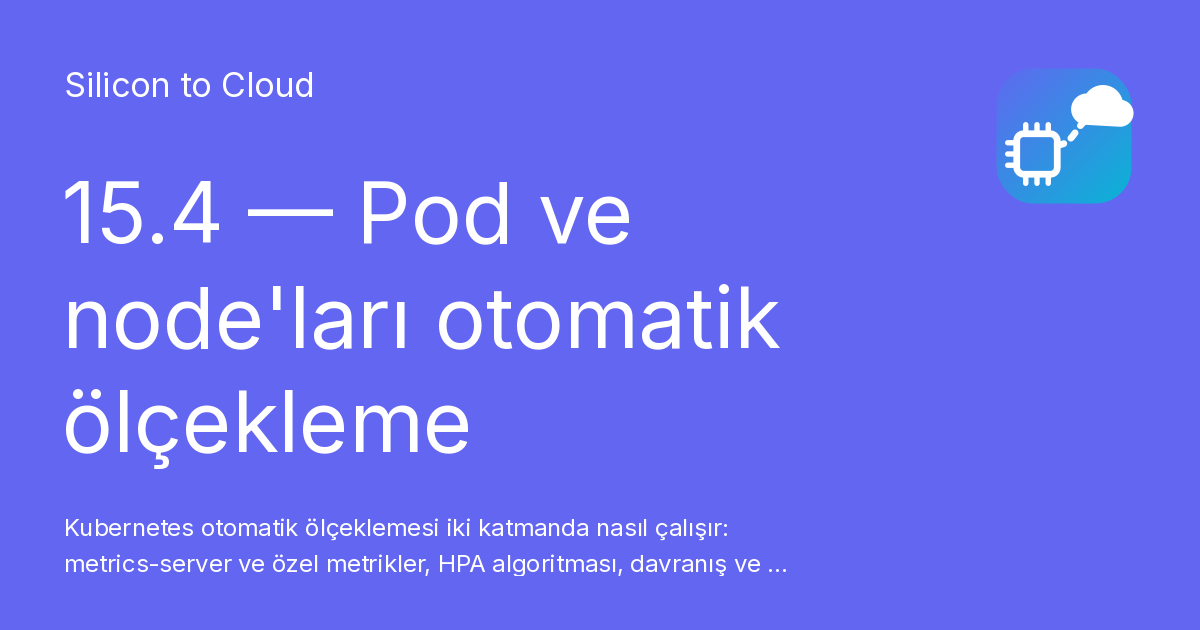 Silicon to Cloud
15.4 — Pod ve
node'ları otomatik
ölçekleme
Kubernetes otomatik ölçeklemesi iki katmanda nasıl çalışır:
metrics-server ve özel metrikler, HPA algoritması, davranış ve ...